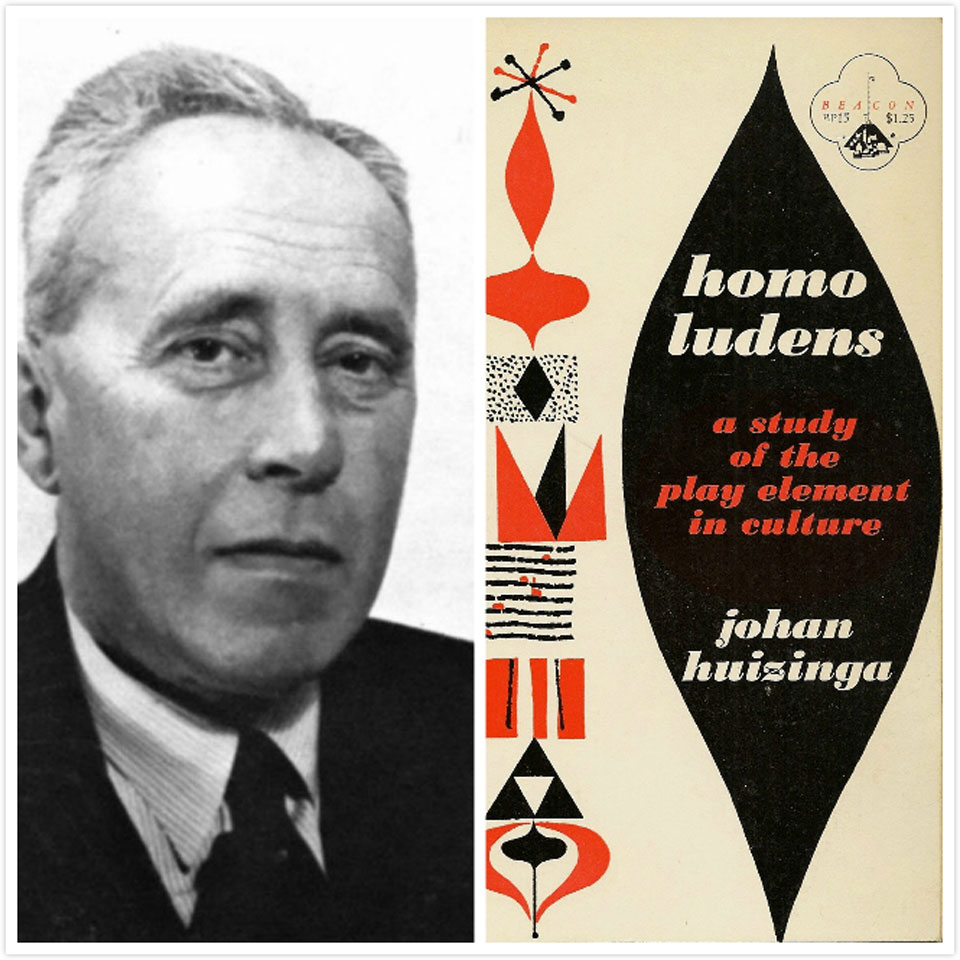 BEACON
BP15 $1.25
homo
ludens
a study
of the
play element
in culture
johan
huizinga